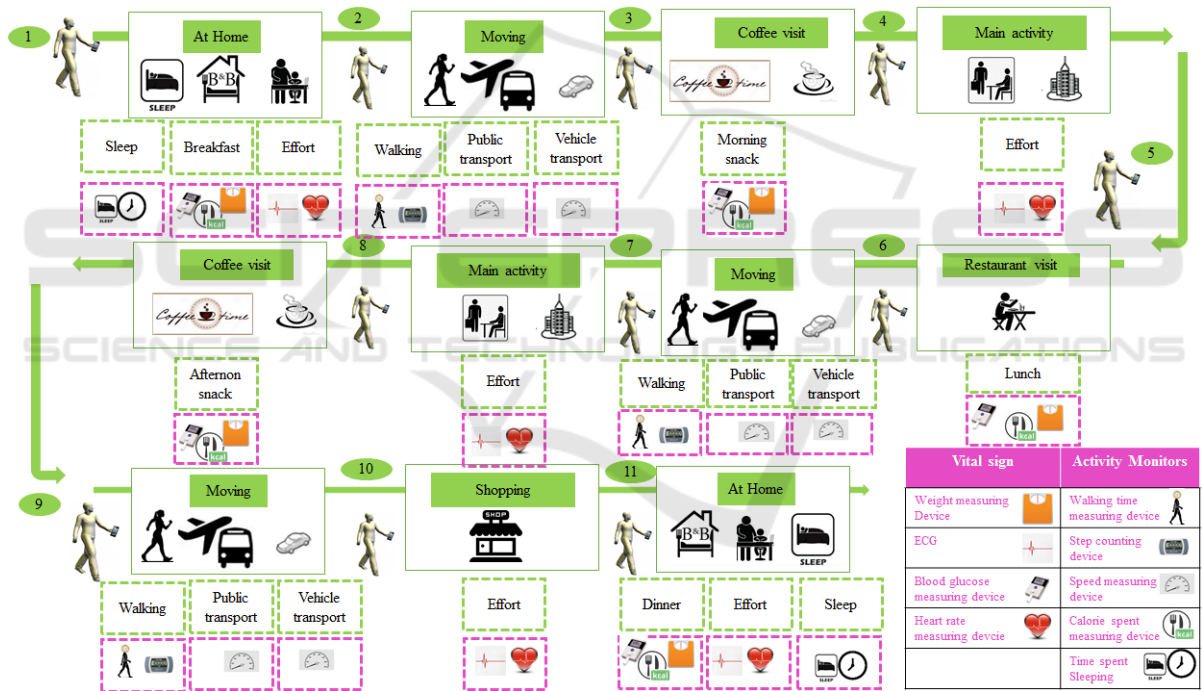 1
2
3
4
At Home
Moving
Coffee visit
Main activity
B&B
Coffee time
SLEEP
Sleep
Breakfast
Effort
Walking
Public
transport
Vehicle
transport
Morning
snack
Effort
5
SLEEP
kcal
kcal
SCITEPRESS
SCIENCE AND TECHNOLOGY PUBLICATIONS
8
7
6
Coffee visit
Main activity
Moving
Restaurant visit
Coffee time
Afternon
snack
Effort
Walking
Public
transport
Vehicle
transport
Lunch
kcal
kcal
9
10
11
Moving
Shopping
At Home
SHOP
B&B
SLEEP
Walking
Public
transport
Vehicle
transport
Effort
Dinner
Effort
Sleep
kcal
SLEEP
Vital sign
Activity Monitors
Weight measuring
Device
Walking time
measuring device
ECG
Step counting
device
Blood glucose
measuring device
Speed measuring
device
Heart rate
measuring devcie
Calorie spent
measuring device
kcal
Time spent
Sleeping
SLEEP